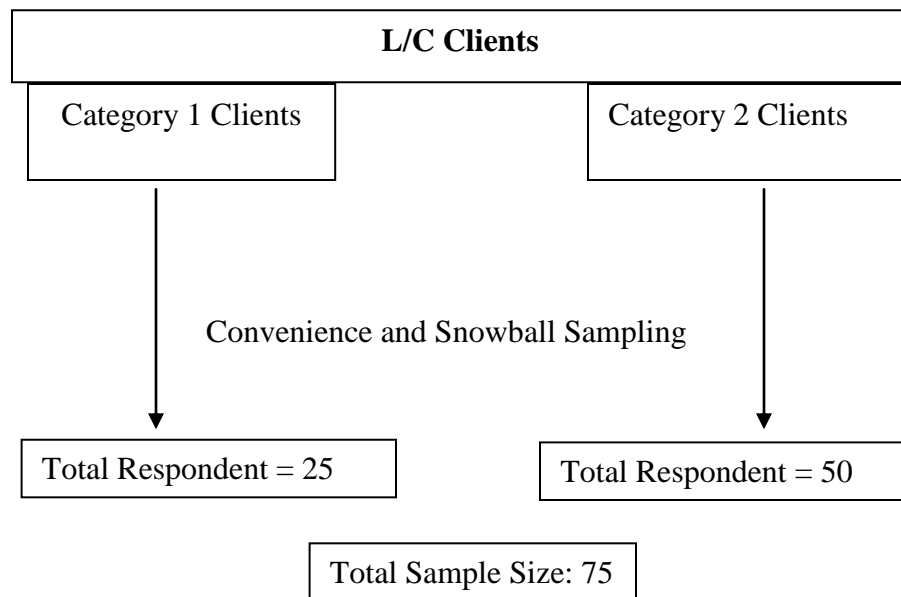 L/C Clients
Category 1 Clients
Category 2 Clients
Convenience and Snowball Sampling
Total Respondent = 25
Total Respondent = 50
Total Sample Size: 75